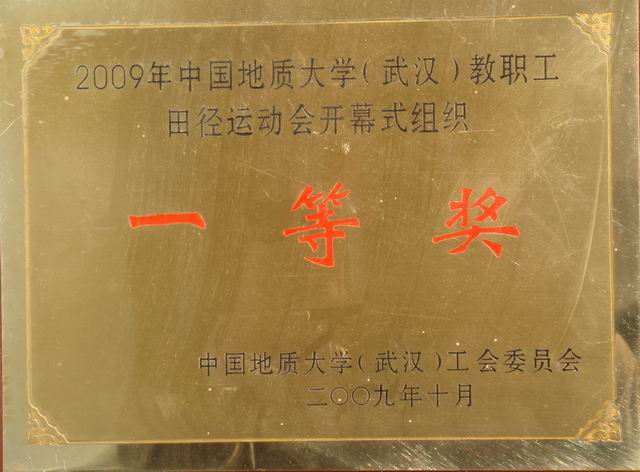 2009年中国地质大学（武汉）教职工
田径运动会开幕式组织
一等奖
中国地质大学（武汉）工会委员会
二〇〇九年十月